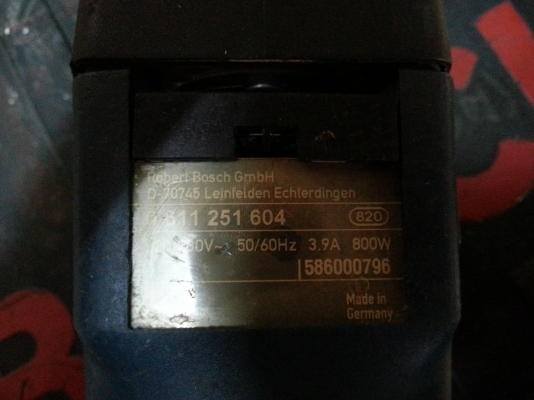 Robert Bosch GmbH
D-70745 Leinfelden Echterdingen
611 251 604 820
50/60Hz 3.9A 800W
586000796
Made in
Germany